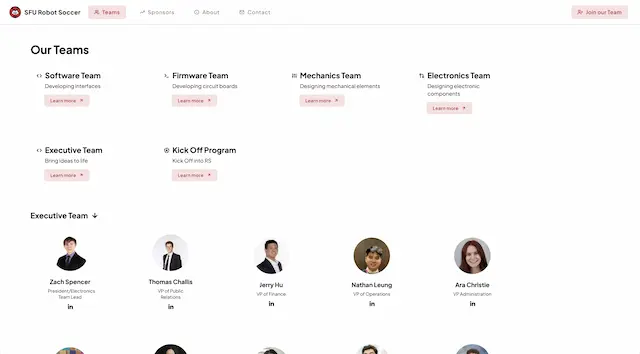 SFU Robot Soccer Teams Sponsors About Contact Join our Team
Our Teams
Software Team
Developing interfaces
Learn more
Firmware Team
Developing circuit boards
Learn more
Mechanics Team
Designing mechanical elements
Learn more
Electronics Team
Designing electronic
components
Learn more
Executive Team
Bring ideas to life
Learn more
Kick Off Program
Kick Off into RS
Learn more
Executive Team
Zach Spencer
President/Electronics
Team Lead
in
Thomas Challis
VP of Public
Relations
in
Jerry Hu
VP of Finance
in
Nathan Leung
VP of Operations
in
Ara Christie
VP Administration
in